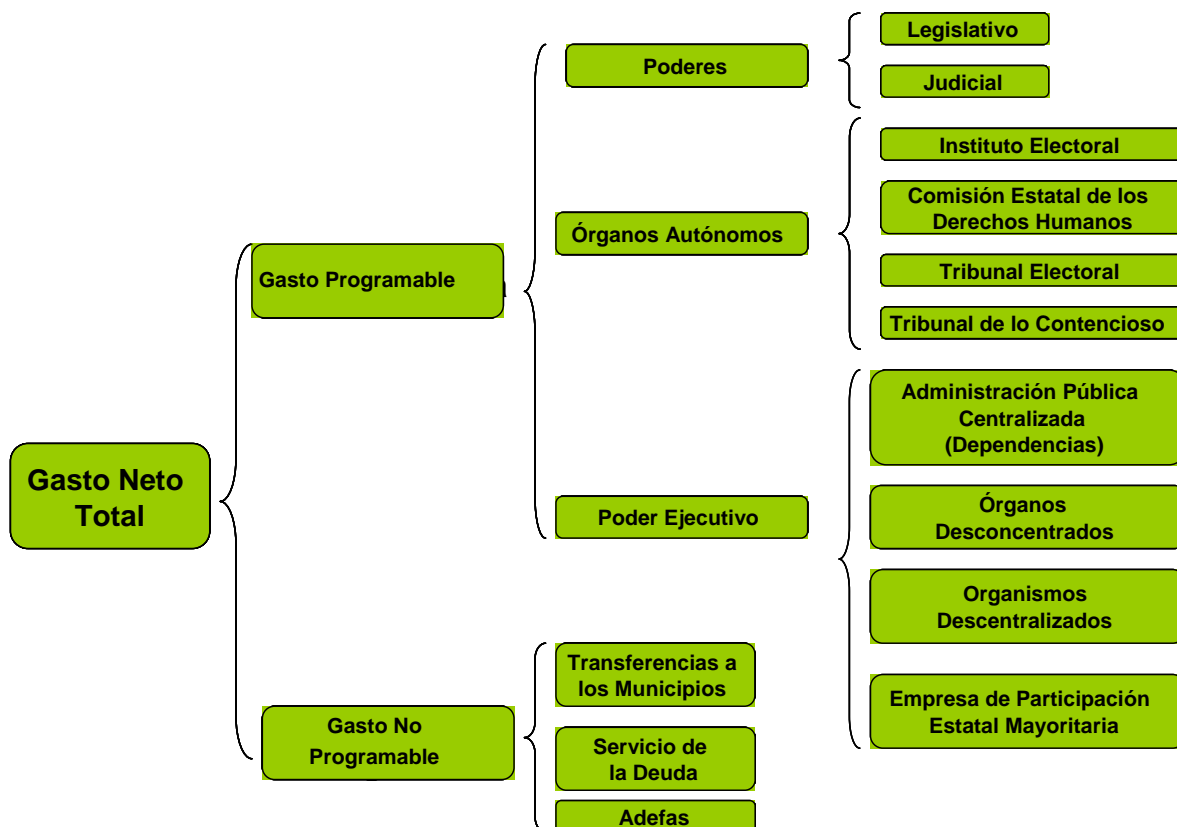 Gasto Neto
Total
Gasto Programable
Poderes
Legislativo
Judicial
Órganos Autónomos
Instituto Electoral
Comisión Estatal de los
Derechos Humanos
Tribunal Electoral
Tribunal de lo Contencioso
Poder Ejecutivo
Administración Pública
Centralizada
(Dependencias)
Órganos
Desconcentrados
Organismos
Descentralizados
Empresa de Participación
Estatal Mayoritaria
Gasto No
Programable
Transferencias a
los Municipios
Servicio de
la Deuda
Adefas